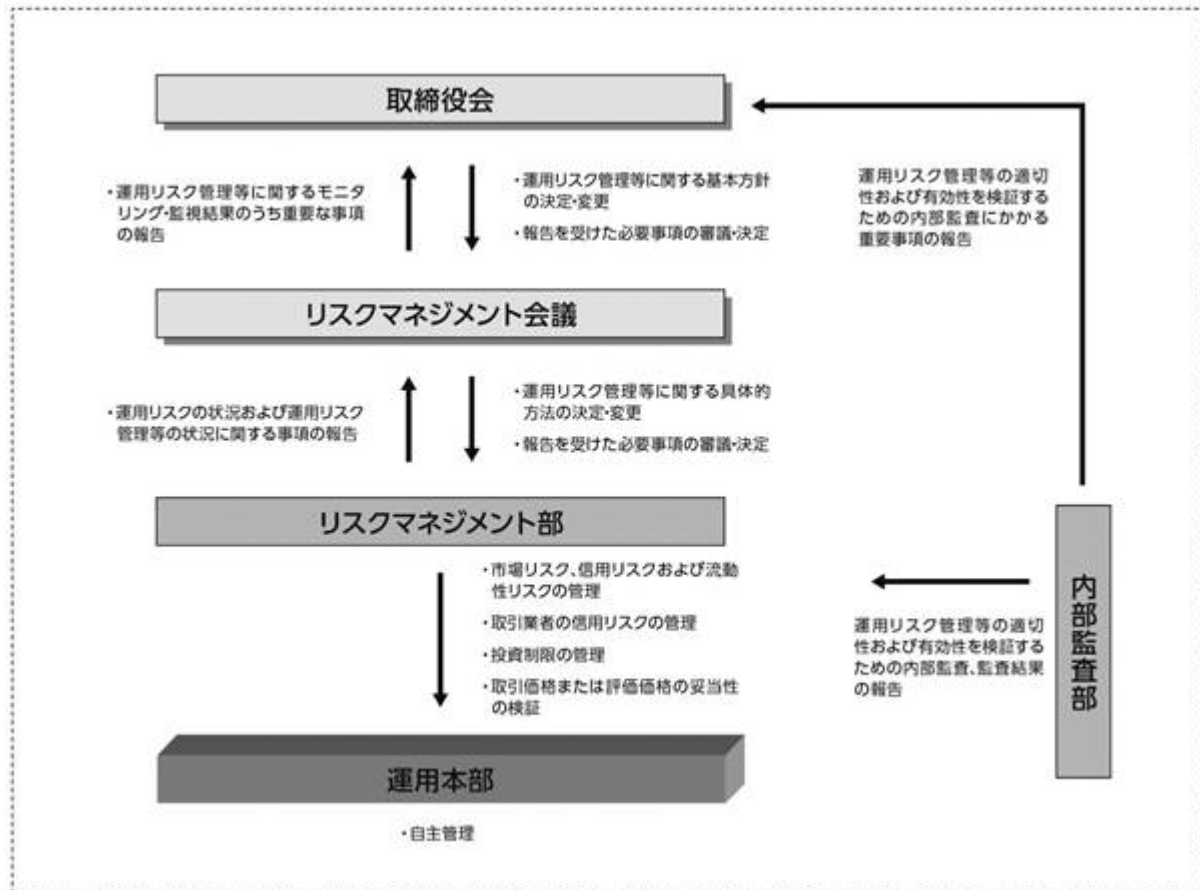 取締役会
・運用リスク管理等に関するモニタ
リング・監視結果のうち重要な事項
の報告
・運用リスク管理等に関する基本方針
の決定・変更
・報告を受けた必要事項の審議・決定
運用リスク管理等の適切
性および有効性を検証する
ための内部監査にかかる
重要事項の報告
リスクマネジメント会議
・運用リスクの状況および運用リスク
管理等の状況に関する事項の報告
・運用リスク管理等に関する具体的
方法の決定・変更
・報告を受けた必要事項の審議・決定
リスクマネジメント部
・市場リスク、信用リスクおよび流動
性リスクの管理
・取引業者の信用リスクの管理
・投資制限の管理
・取引価格または評価価格の妥当性
の検証
運用リスク管理等の適切
性および有効性を検証する
ための内部監査、監査結果
の報告
内部監査部
運用本部
・自主管理